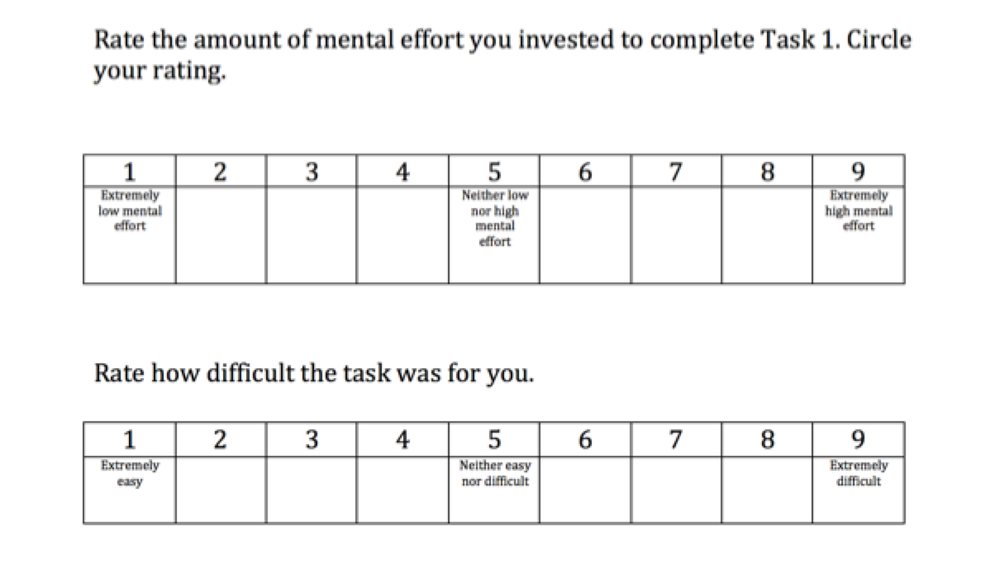 Rate the amount of mental effort you invested to complete Task 1. Circle
your rating.
1 2 3 4 5 6 7 8 9
Extremely
low mental
effort
Neither low
nor high
mental
effort
Extremely
high mental
effort
Rate how difficult the task was for you.
1 2 3 4 5 6 7 8 9
Extremely
easy
Neither easy
nor difficult
Extremely
difficult